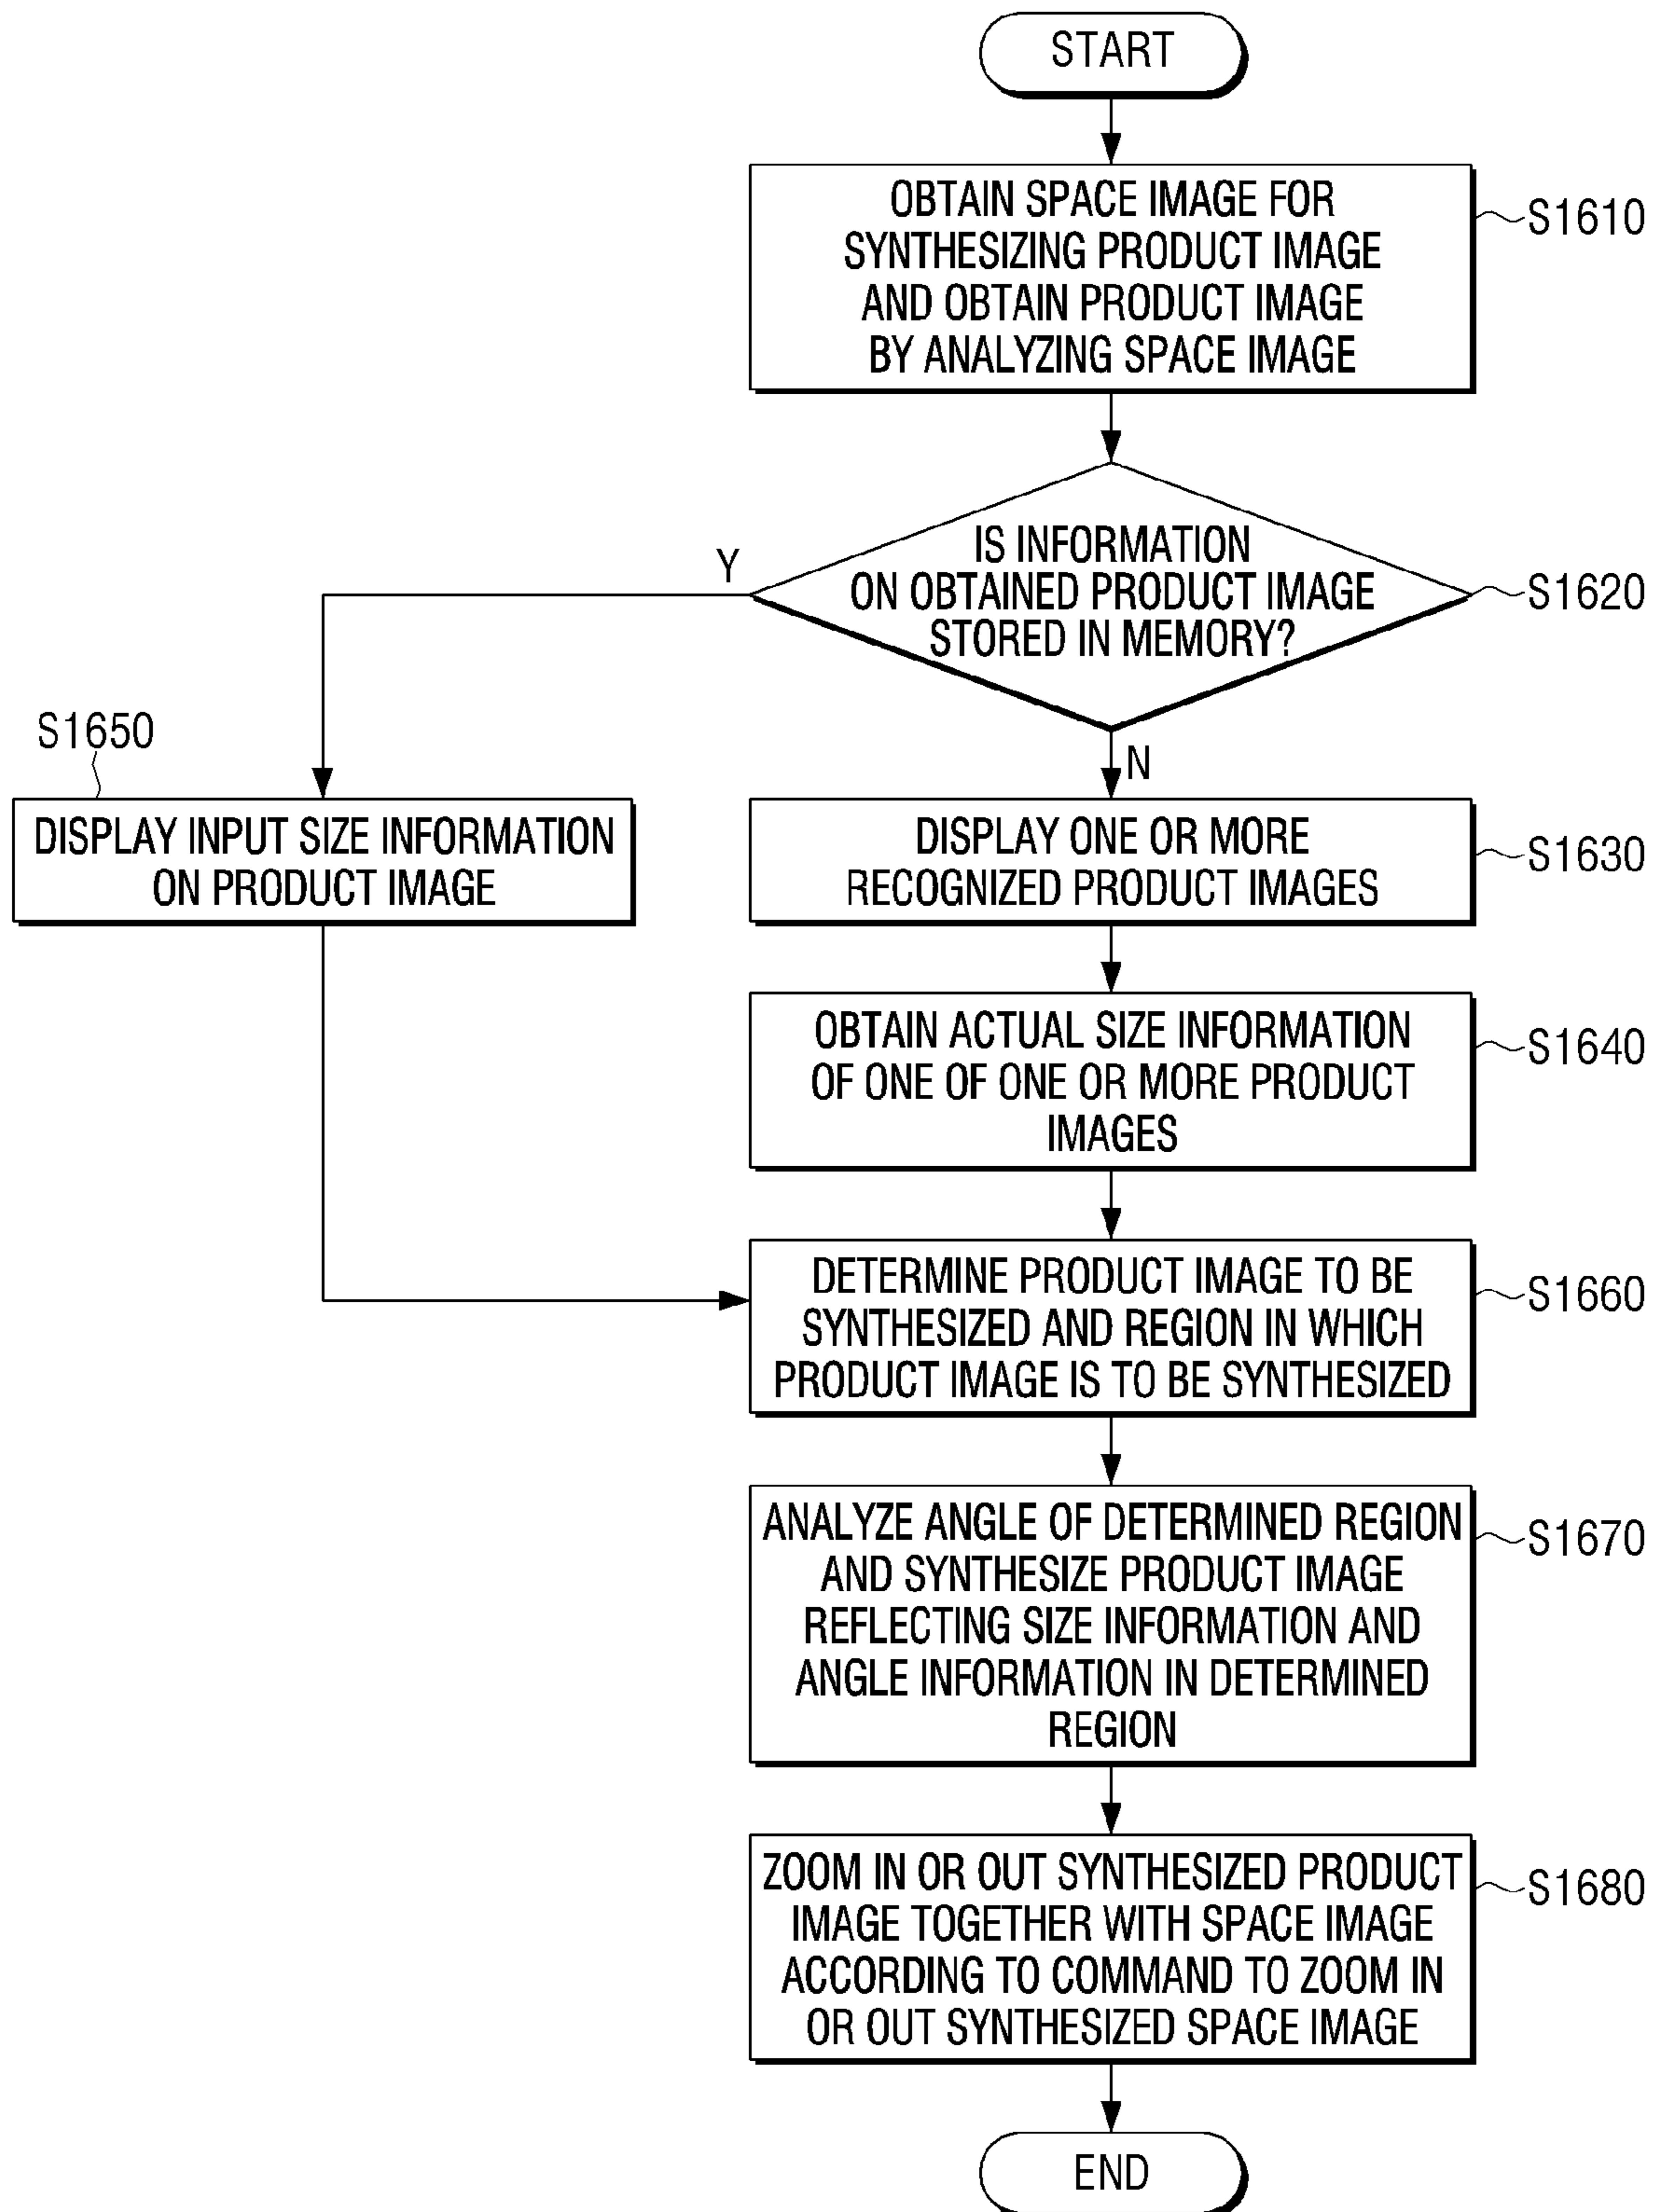 START
OBTAIN SPACE IMAGE FOR
SYNTHESIZING PRODUCT IMAGE
AND OBTAIN PRODUCT IMAGE
BY ANALYZING SPACE IMAGE
S1610
IS INFORMATION
ON OBTAINED PRODUCT IMAGE
STORED IN MEMORY?
S1620
Y
N
S1650
DISPLAY INPUT SIZE INFORMATION
ON PRODUCT IMAGE
DISPLAY ONE OR MORE
RECOGNIZED PRODUCT IMAGES
S1630
OBTAIN ACTUAL SIZE INFORMATION
OF ONE OF ONE OR MORE PRODUCT
IMAGES
S1640
DETERMINE PRODUCT IMAGE TO BE
SYNTHESIZED AND REGION IN WHICH
PRODUCT IMAGE IS TO BE SYNTHESIZED
S1660
ANALYZE ANGLE OF DETERMINED REGION
AND SYNTHESIZE PRODUCT IMAGE
REFLECTING SIZE INFORMATION AND
ANGLE INFORMATION IN DETERMINED
REGION
S1670
ZOOM IN OR OUT SYNTHESIZED PRODUCT
IMAGE TOGETHER WITH SPACE IMAGE
ACCORDING TO COMMAND TO ZOOM IN
OR OUT SYNTHESIZED SPACE IMAGE
S1680
END